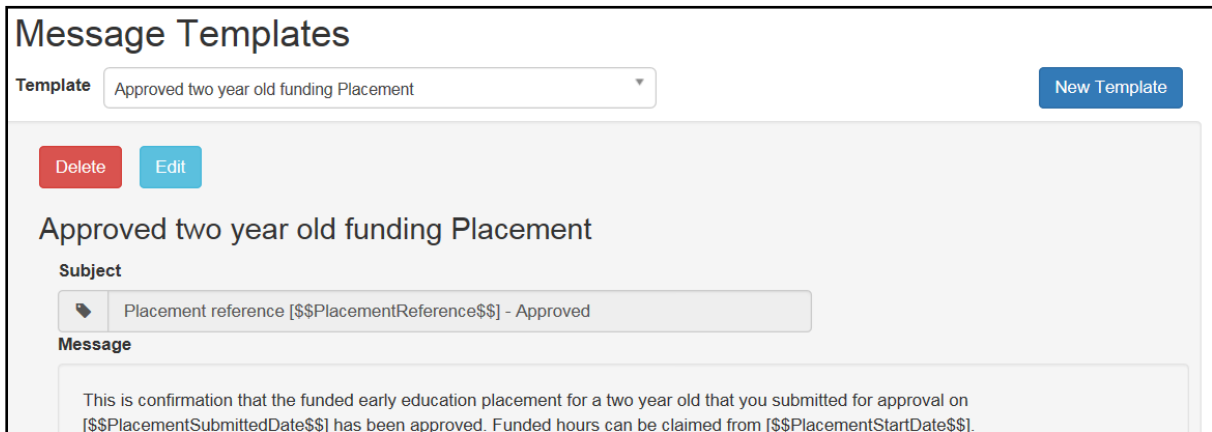 Message Templates
Template Approved two year old funding Placement New Template
Delete Edit
Approved two year old funding Placement
Subject
Placement reference [$$PlacementReference$$] - Approved
Message
This is confirmation that the funded early education placement for a two year old that you submitted for approval on
[$$PlacementSubmittedDate$$] has been approved. Funded hours can be claimed from [$$PlacementStartDate$$].